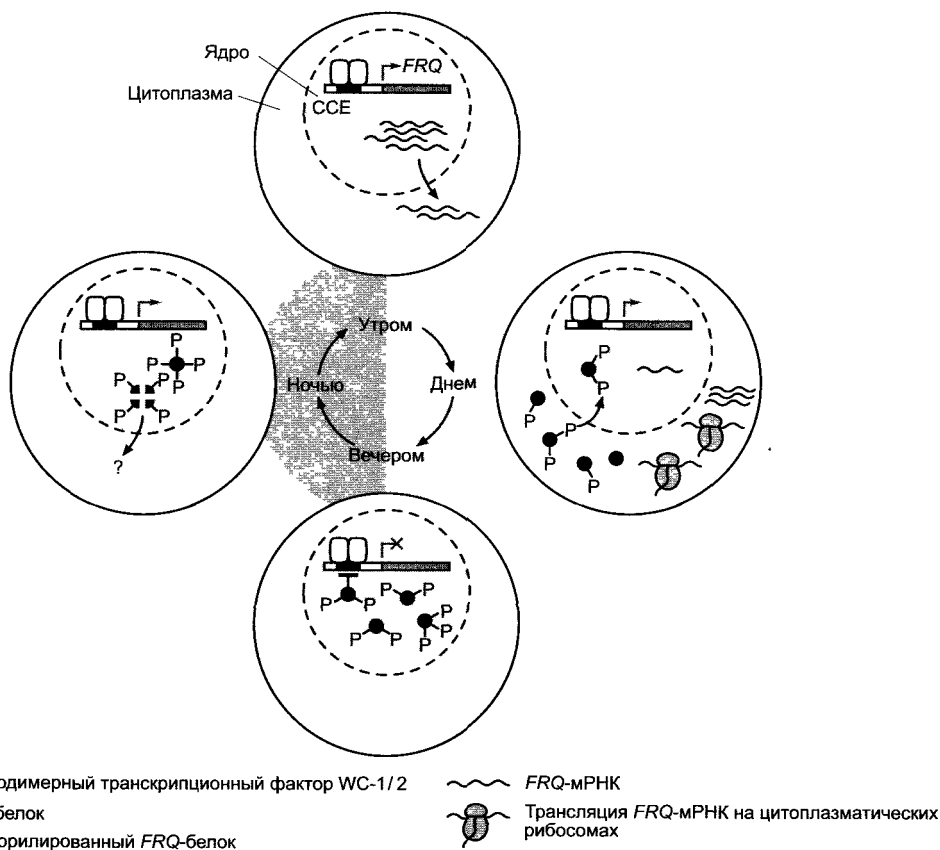 Ядро
Цитоплазма
FRQ
CCE
P
P P
P
P P
P P
?
Утром
Ночью
Днем
Вечером
P
P
P
P
P
P
P P
P P
P P
P
P
P
одимерный транскрипционный фактор WC-1/2
белок
орилированный FRQ-белок
FRQ-мРНК
Трансляция FRQ-мРНК на цитоплазматических
рибосомах